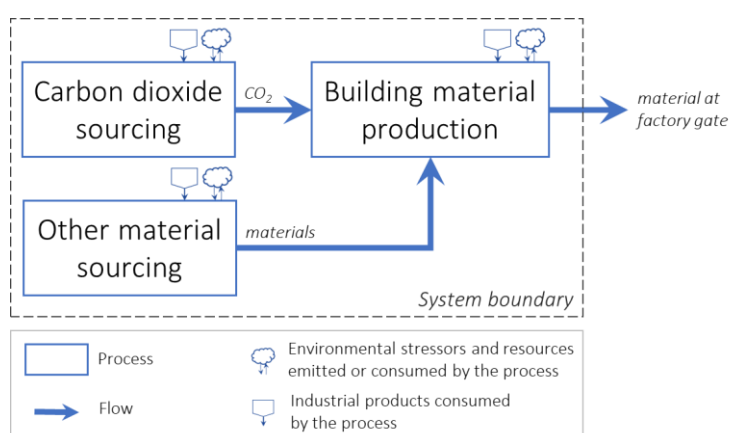 Carbon dioxide
sourcing
CO2
Building material
production
material at
factory gate
Other material
sourcing
materials
System boundary
Process
Environmental stressors and resources
emitted or consumed by the process
Flow
Industrial products consumed
by the process